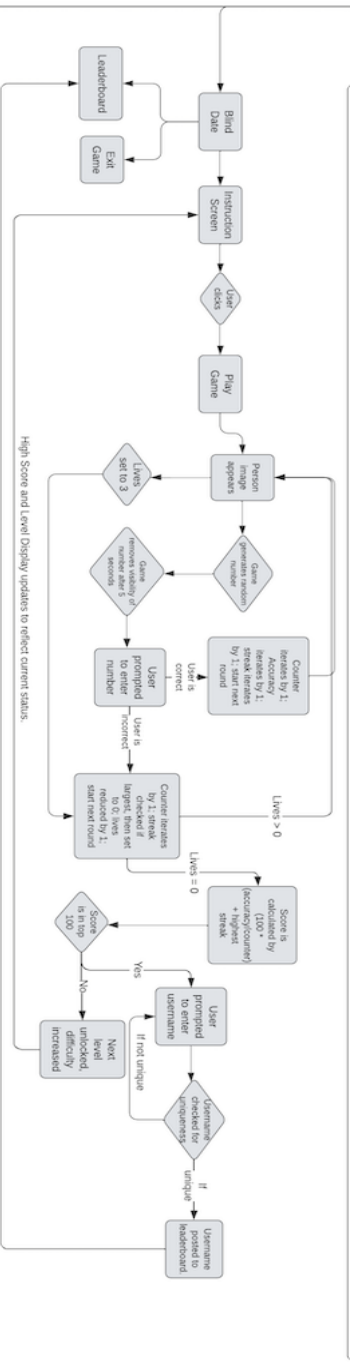 Leaderboard
Exit
Game
Blind
Date
Instruction
Screen
User
clicks
Play
Game
Person
image
appears
Lives
set to 3
Game
generates random
number
Game
removes visibility of
number after 5
seconds
User
prompted
to enter
number
User is
correct
Counter
iterates by 1;
Accuracy
iterates by 1;
streak iterates
by 1; start next
round
User is
incorrect
Counter iterates
by 1; streak
checked if
largest, then set
to 0; lives
reduced by 1;
start next round
Lives > 0
Lives = 0
Score is
calculated by
(100 *
(accuracy/counter)
+ highest
streak
Score
is in top
100
Yes
No
Next
level
unlocked,
difficulty
increased
User
prompted
to enter
username
If not unique
Username
checked for
uniqueness
If
unique
Username
posted to
leaderboard.
High Score and Level Display updates to reflect current status.